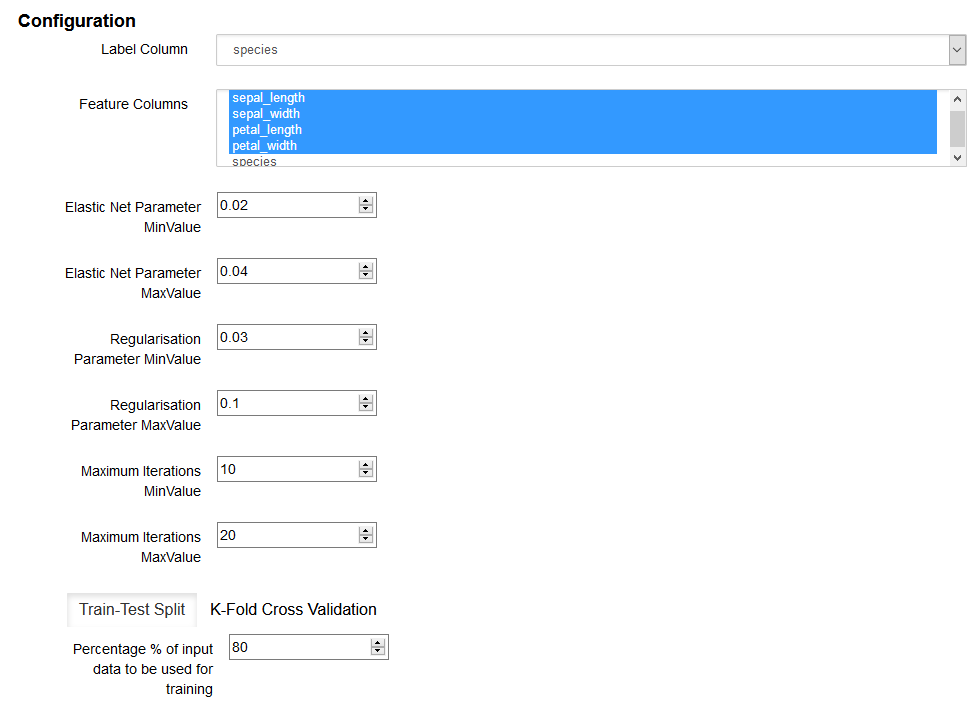 Configuration
Label Column
species
Feature Columns
sepal_length
sepal_width
petal_length
petal_width
species
Elastic Net Parameter
MinValue
0.02
Elastic Net Parameter
MaxValue
0.04
Regularisation
Parameter MinValue
0.03
Regularisation
Parameter MaxValue
0.1
Maximum Iterations
MinValue
10
Maximum Iterations
MaxValue
20
Train-Test Split
K-Fold Cross Validation
Percentage % of input
data to be used for
training
80